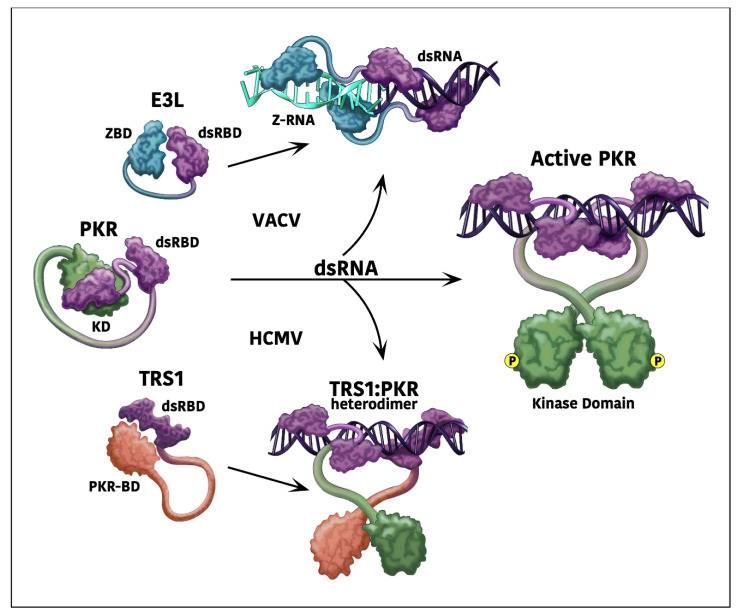 dsRNA
Z-RNA
E3L
ZBD
dsRBD
VACV
PKR
dsRBD
KD
dsRNA
Active PKR
P
P
Kinase Domain
HCMV
TRS1
dsRBD
PKR-BD
TRS1:PKR
heterodimer